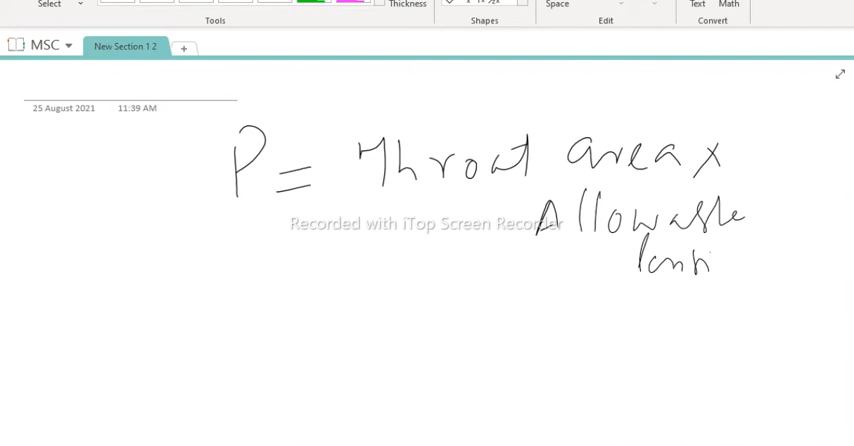 Select
Tools
Thickness
Shapes
Space
Edit
Text Math
Convert
MSC
New Section 1 2
+
25 August 2021 11:39 AM
P = Throat area x
Allowable
Recorded with iTop Screen Recorder